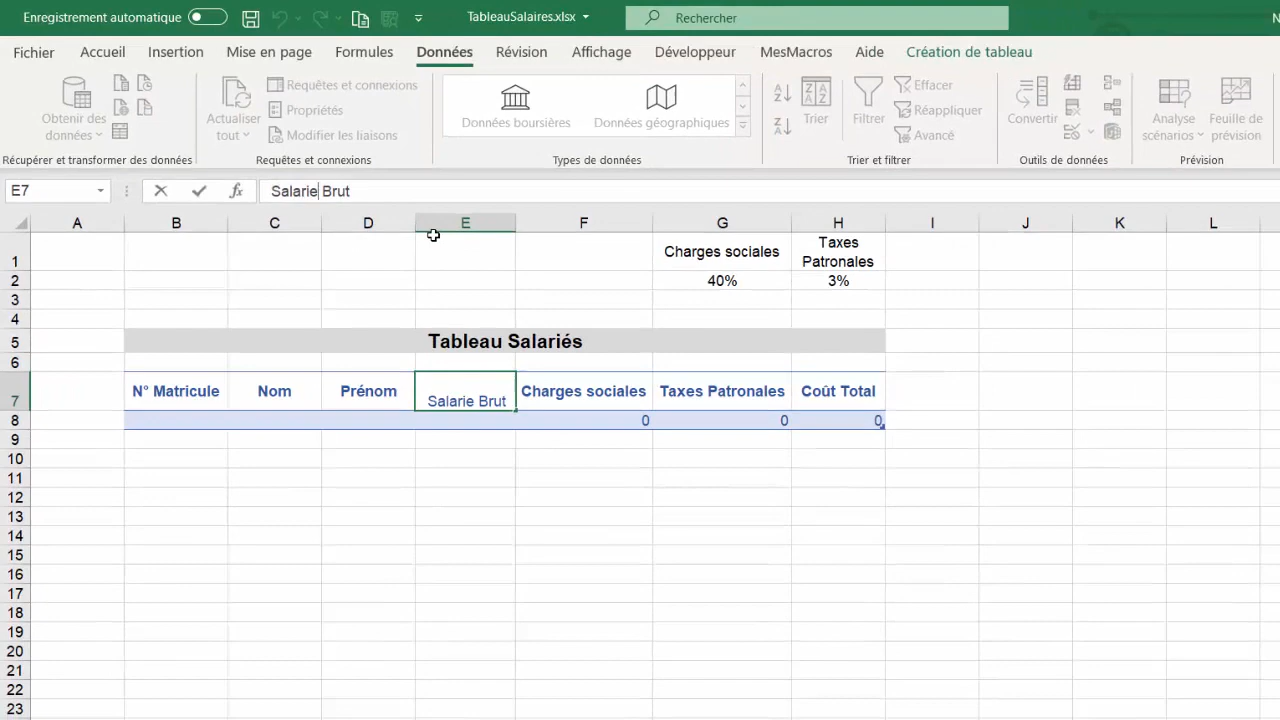 Enregistrement automatique TableauSalaires.xlsx Rechercher N
Fichier Accueil Insertion Mise en page Formules Données Révision Affichage Développeur MesMacros Aide Création de tableau
Obtenir des données
Actualiser tout
Requêtes et connexions
Propriétés
Modifier les liaisons
Données boursières Données géographiques
Trier
Filtrer
Effacer
Réappliquer
Avancé
Convertir
Analyse scénarios
Feuille de prévision
Récupérer et transformer des données Requêtes et connexions Types de données Trier et filtrer Outils de données Prévision
E7 fx Salarie Brut
A B C D E F G H I J K L
1 Charges sociales Taxes Patronales
2 40% 3%
3
4
5 Tableau Salariés
6
7 N° Matricule Nom Prénom Salarie Brut Charges sociales Taxes Patronales Coût Total
8 0 0 0
9
10
11
12
13
14
15
16
17
18
19
20
21
22
23